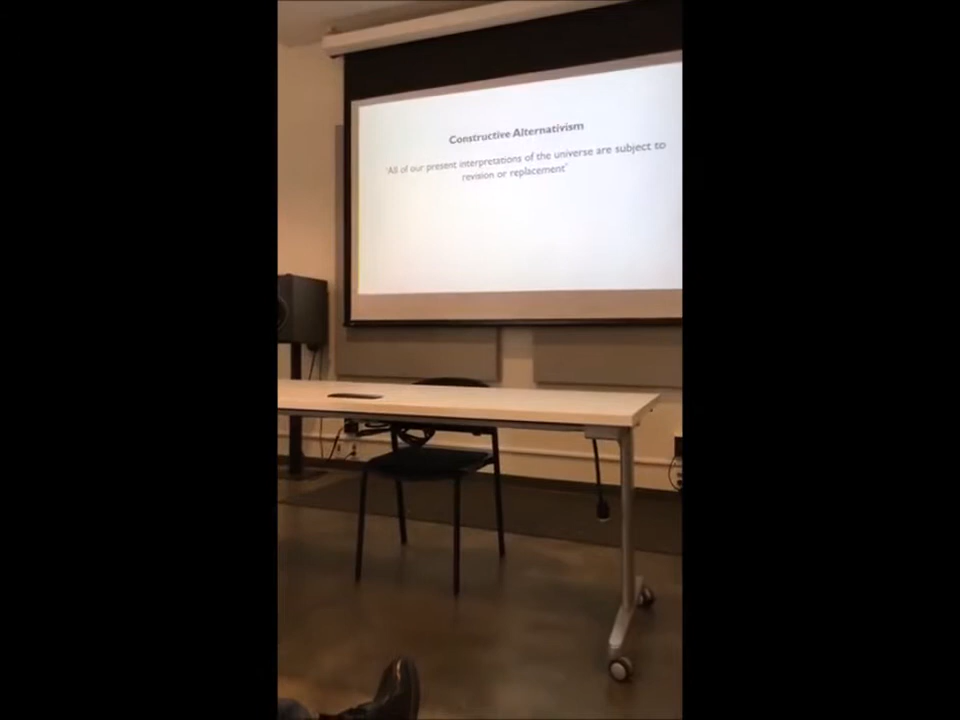 Constructive Alternativism
'All of our present interpretations of the universe are subject to
revision or replacement'